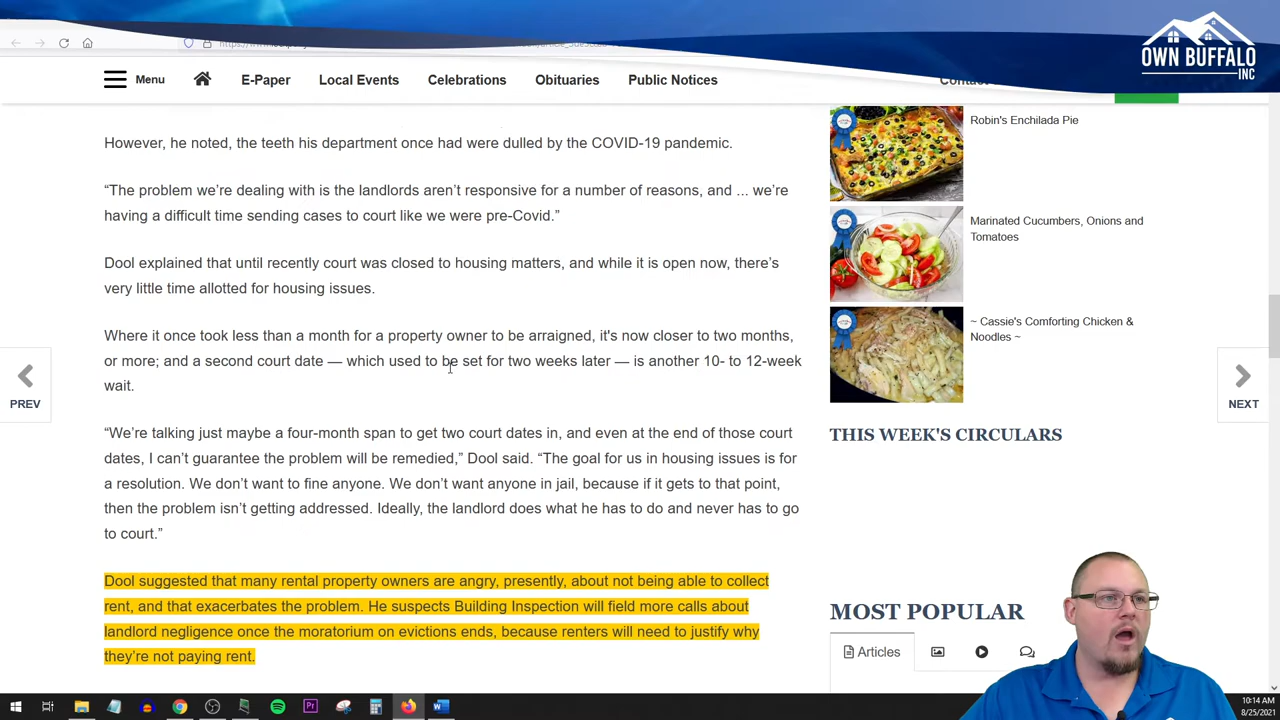 OWN BUFFALO
INC
Menu
E-Paper
Local Events
Celebrations
Obituaries
Public Notices
Robin's Enchilada Pie
However, he noted, the teeth his department once had were dulled by the COVID-19 pandemic.
“The problem we’re dealing with is the landlords aren’t responsive for a number of reasons, and ... we’re
having a difficult time sending cases to court like we were pre-Covid.”
Marinated Cucumbers, Onions and
Tomatoes
Dool explained that until recently court was closed to housing matters, and while it is open now, there’s
very little time allotted for housing issues.
~ Cassie's Comforting Chicken &
Noodles ~
Where it once took less than a month for a property owner to be arraigned, it's now closer to two months,
or more; and a second court date — which used to be set for two weeks later — is another 10- to 12-week
wait.
PREV
NEXT
THIS WEEK'S CIRCULARS
“We’re talking just maybe a four-month span to get two court dates in, and even at the end of those court
dates, I can’t guarantee the problem will be remedied,” Dool said. “The goal for us in housing issues is for
a resolution. We don’t want to fine anyone. We don’t want anyone in jail, because if it gets to that point,
then the problem isn’t getting addressed. Ideally, the landlord does what he has to do and never has to go
to court.”
Dool suggested that many rental property owners are angry, presently, about not being able to collect
rent, and that exacerbates the problem. He suspects Building Inspection will field more calls about
landlord negligence once the moratorium on evictions ends, because renters will need to justify why
they’re not paying rent.
MOST POPULAR
Articles
10:14 AM
8/25/2021